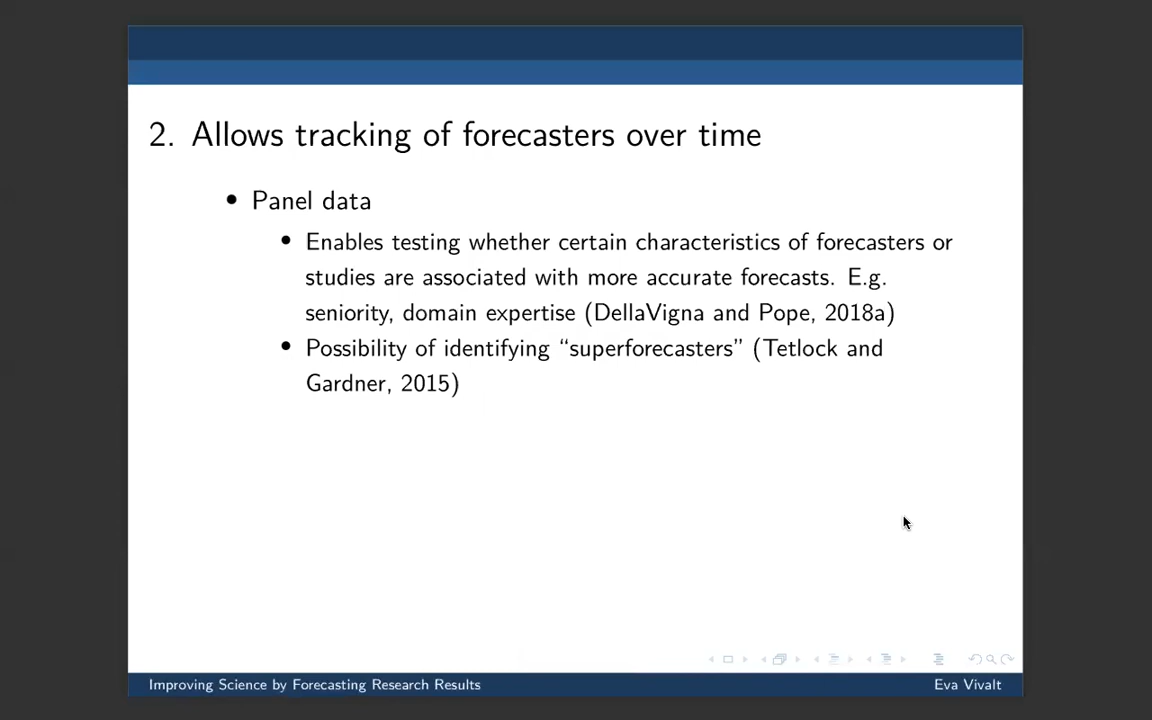 2. Allows tracking of forecasters over time
• Panel data
• Enables testing whether certain characteristics of forecasters or
studies are associated with more accurate forecasts. E.g.
seniority, domain expertise (DellaVigna and Pope, 2018a)
• Possibility of identifying “superforecasters” (Tetlock and
Gardner, 2015)
Improving Science by Forecasting Research Results
Eva Vivalt